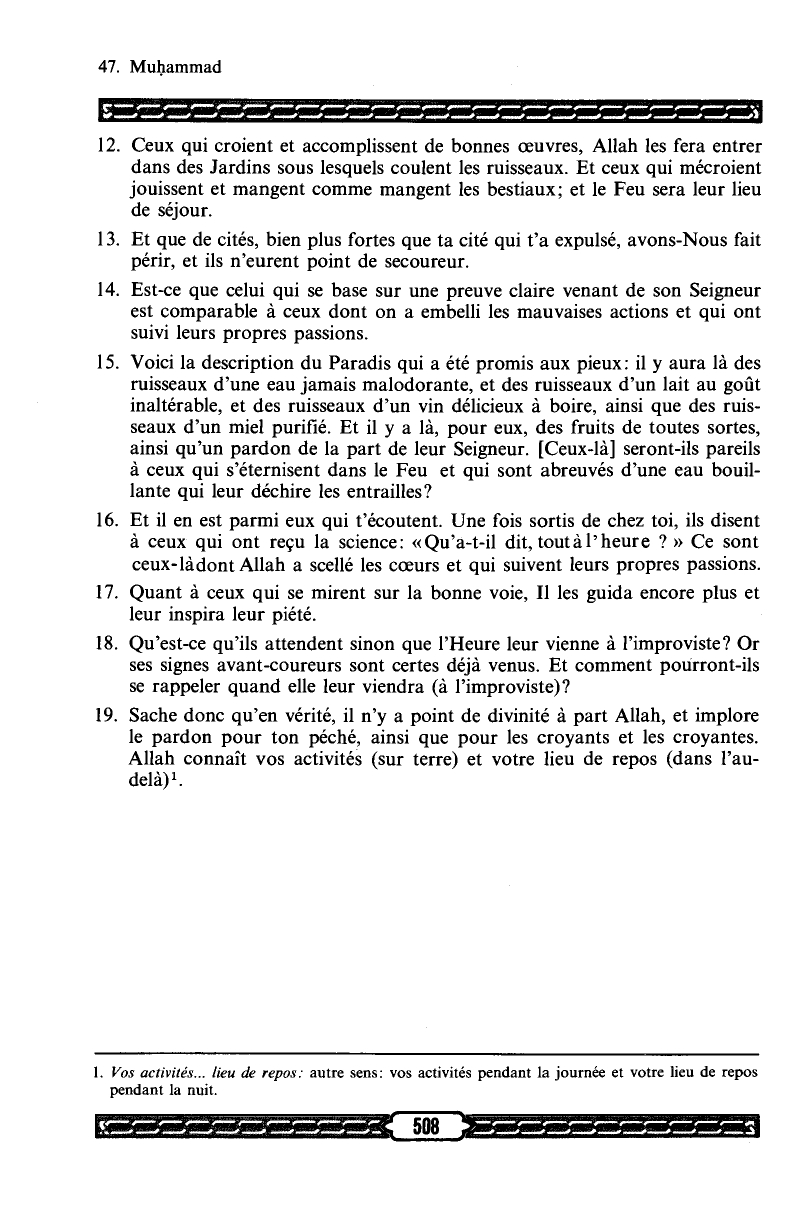 47. Muḥammad
12. Ceux qui croient et accomplissent de bonnes œuvres, Allah les fera entrer
dans des Jardins sous lesquels coulent les ruisseaux. Et ceux qui mécroient
jouissent et mangent comme mangent les bestiaux; et le Feu sera leur lieu
de séjour.
13. Et que de cités, bien plus fortes que ta cité qui t'a expulsé, avons-Nous fait
périr, et ils n'eurent point de secoureur.
14. Est-ce que celui qui se base sur une preuve claire venant de son Seigneur
est comparable à ceux dont on a embelli les mauvaises actions et qui ont
suivi leurs propres passions.
15. Voici la description du Paradis qui a été promis aux pieux: il y aura là des
ruisseaux d'une eau jamais malodorante, et des ruisseaux d'un lait au goût
inaltérable, et des ruisseaux d'un vin délicieux à boire, ainsi que des ruis-
seaux d'un miel purifié. Et il y a là, pour eux, des fruits de toutes sortes,
ainsi qu'un pardon de la part de leur Seigneur. [Ceux-là] seront-ils pareils
à ceux qui s'éternisent dans le Feu et qui sont abreuvés d'une eau bouil-
lante qui leur déchire les entrailles?
16. Et il en est parmi eux qui t'écoutent. Une fois sortis de chez toi, ils disent
à ceux qui ont reçu la science: «Qu'a-t-il dit, tout à l'heure ? » Ce sont
ceux-là dont Allah a scellé les cœurs et qui suivent leurs propres passions.
17. Quant à ceux qui se mirent sur la bonne voie, Il les guida encore plus et
leur inspira leur piété.
18. Qu'est-ce qu'ils attendent sinon que l'Heure leur vienne à l'improviste? Or
ses signes avant-coureurs sont certes déjà venus. Et comment pourront-ils
se rappeler quand elle leur viendra (à l'improviste)?
19. Sache donc qu'en vérité, il n'y a point de divinité à part Allah, et implore
le pardon pour ton péché, ainsi que pour les croyants et les croyantes.
Allah connaît vos activités (sur terre) et votre lieu de repos (dans l'au-
delà)¹.
1. Vos activités... lieu de repos: autre sens: vos activités pendant la journée et votre lieu de repos
pendant la nuit.
508